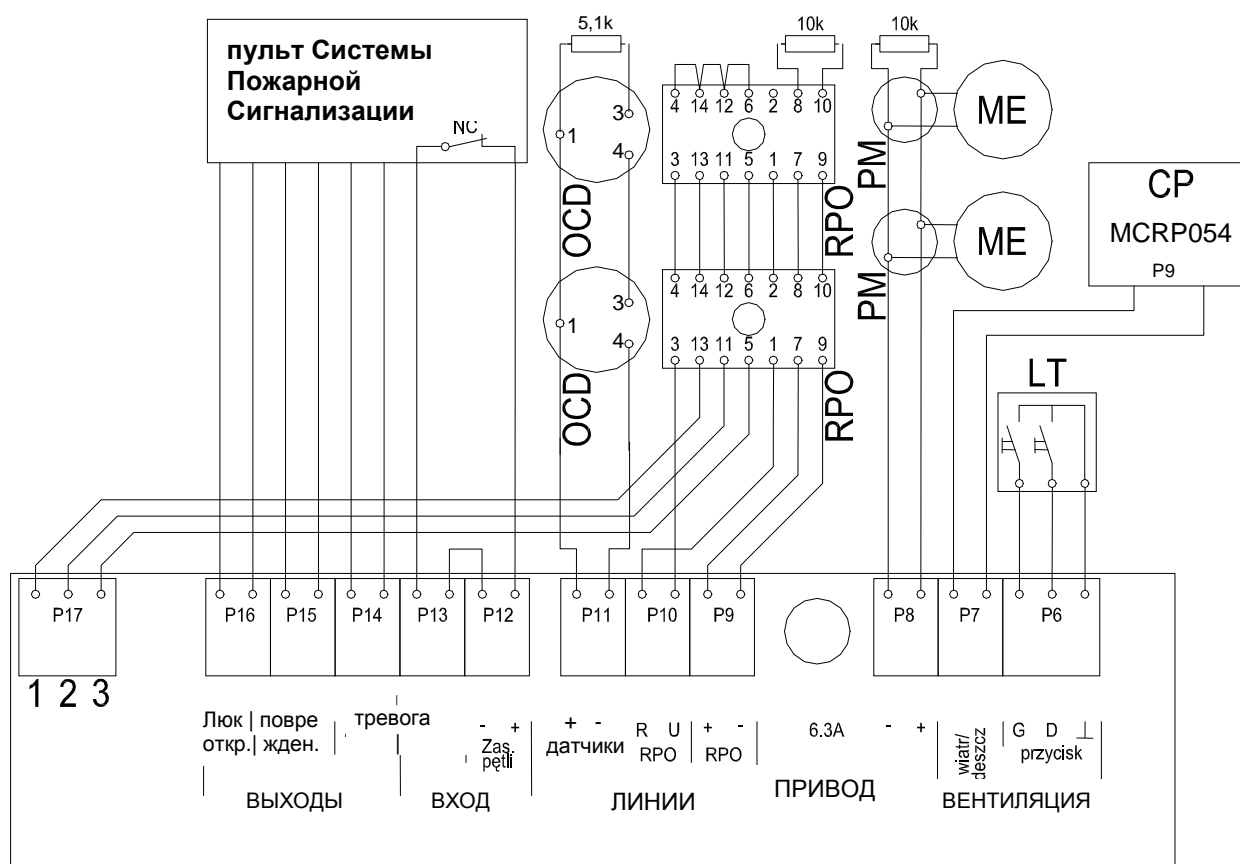 5,1k
10k
10k
пульт Системы
Пожарной
Сигнализации
NC
1
3
4
OCD
4 14 12 6 2 8 10
3 13 11 5 1 7 9
RPO
PM
ME
CP
MCRP054
P9
1
3
4
OCD
4 14 12 6 2 8 10
3 13 11 5 1 7 9
RPO
PM
ME
LT
P17
P16
P15
P14
P13
P12
P11
P10
P9
P8
P7
P6
1 2 3
Люк | повре
откр.| жден.
тревога
- +
Zas.
pętli
+ -
датчики
R U
RPO
+ -
RPO
6.3A
- +
wiatr/
deszcz
G D ⊥
przycisk
ВЫХОДЫ
ВХОД
ЛИНИИ
ПРИВОД
ВЕНТИЛЯЦИЯ